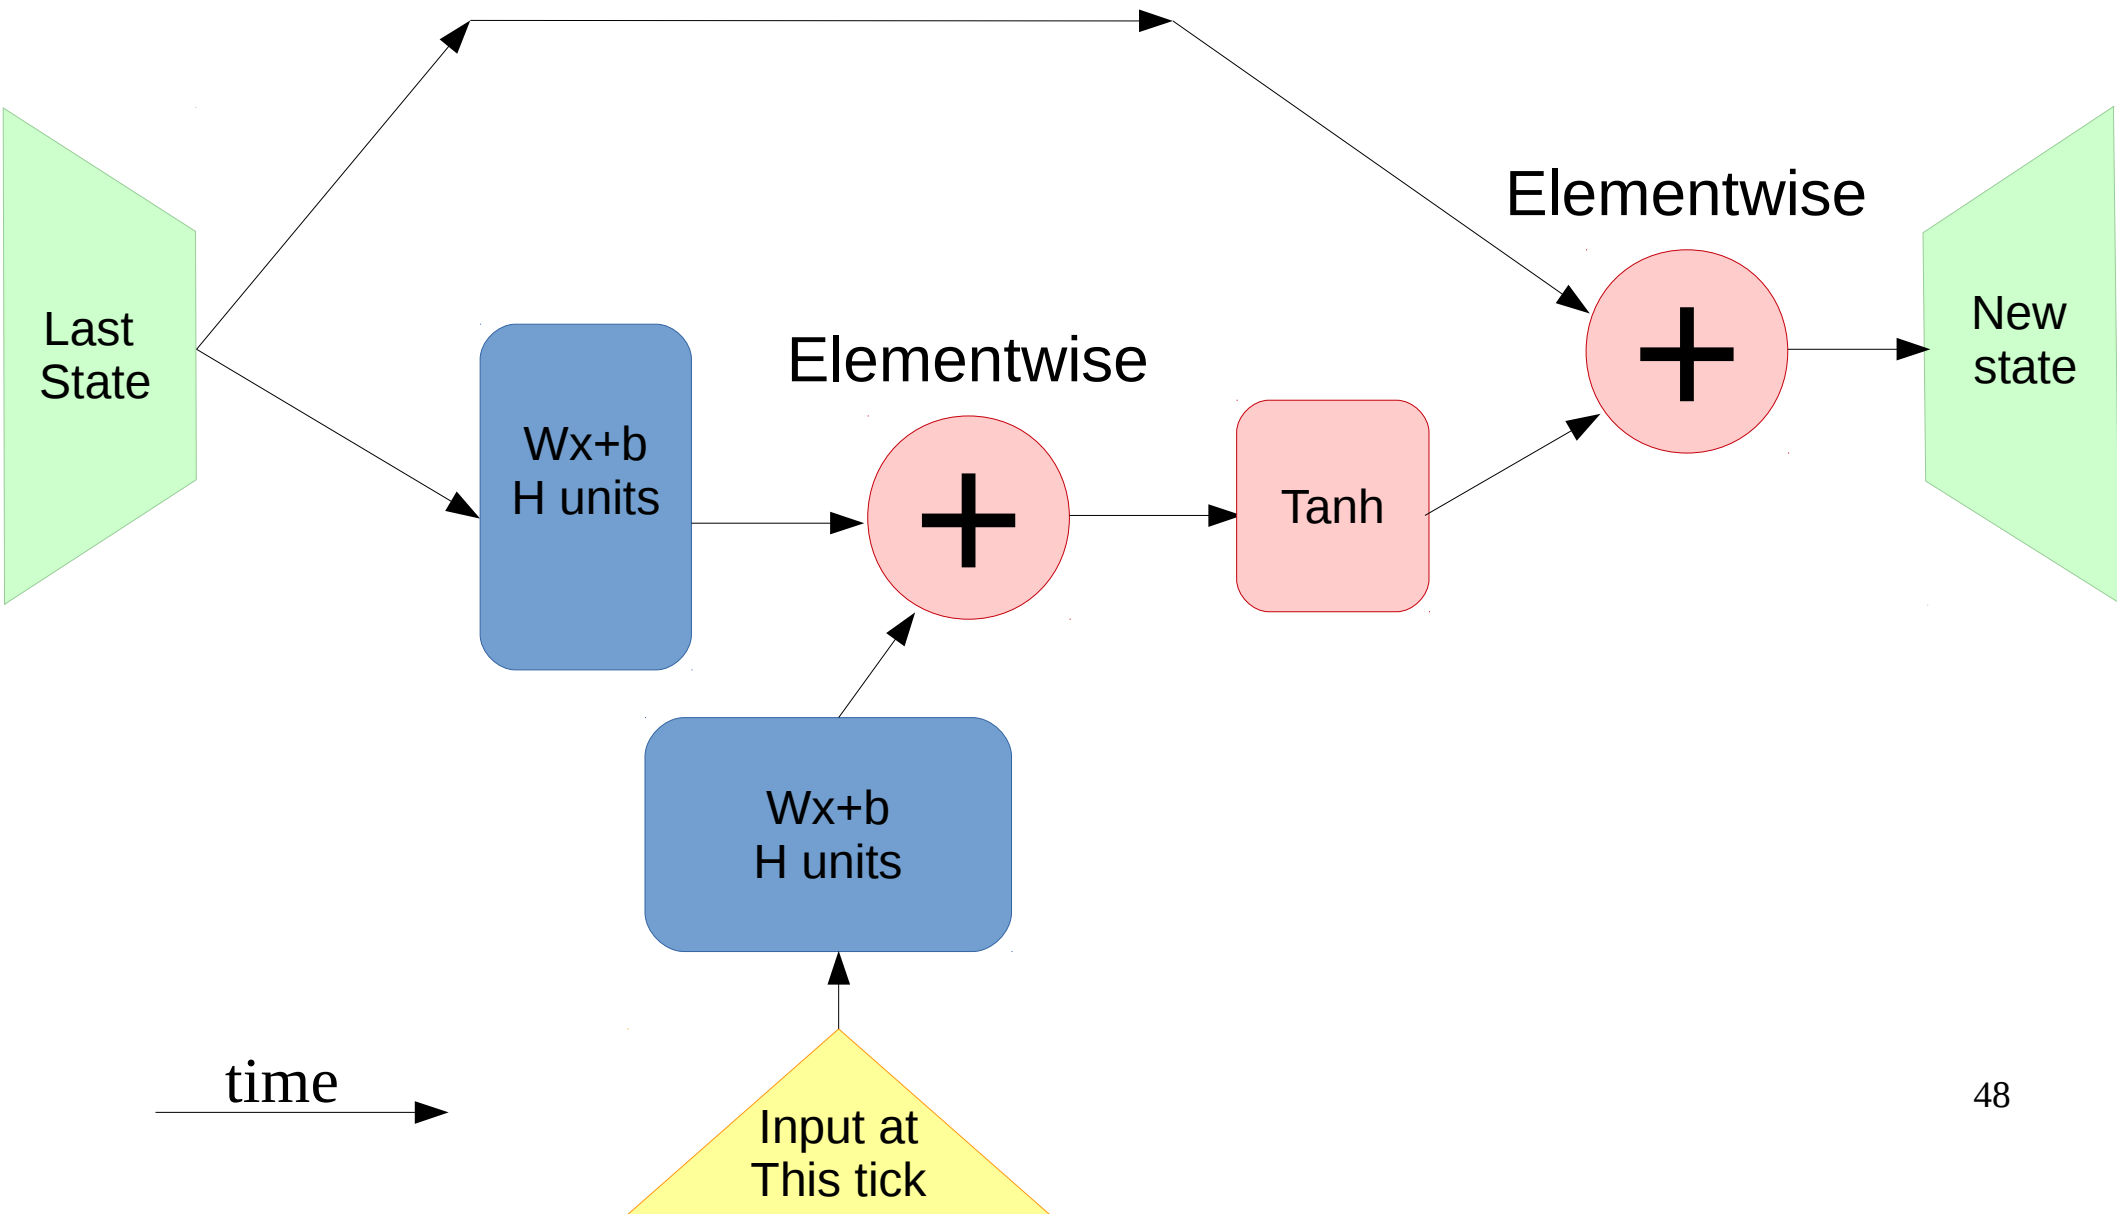 Elementwise
Last
State
New
state
Elementwise
Wx+b
H units
+
+
Tanh
Wx+b
H units
time
Input at
This tick
48